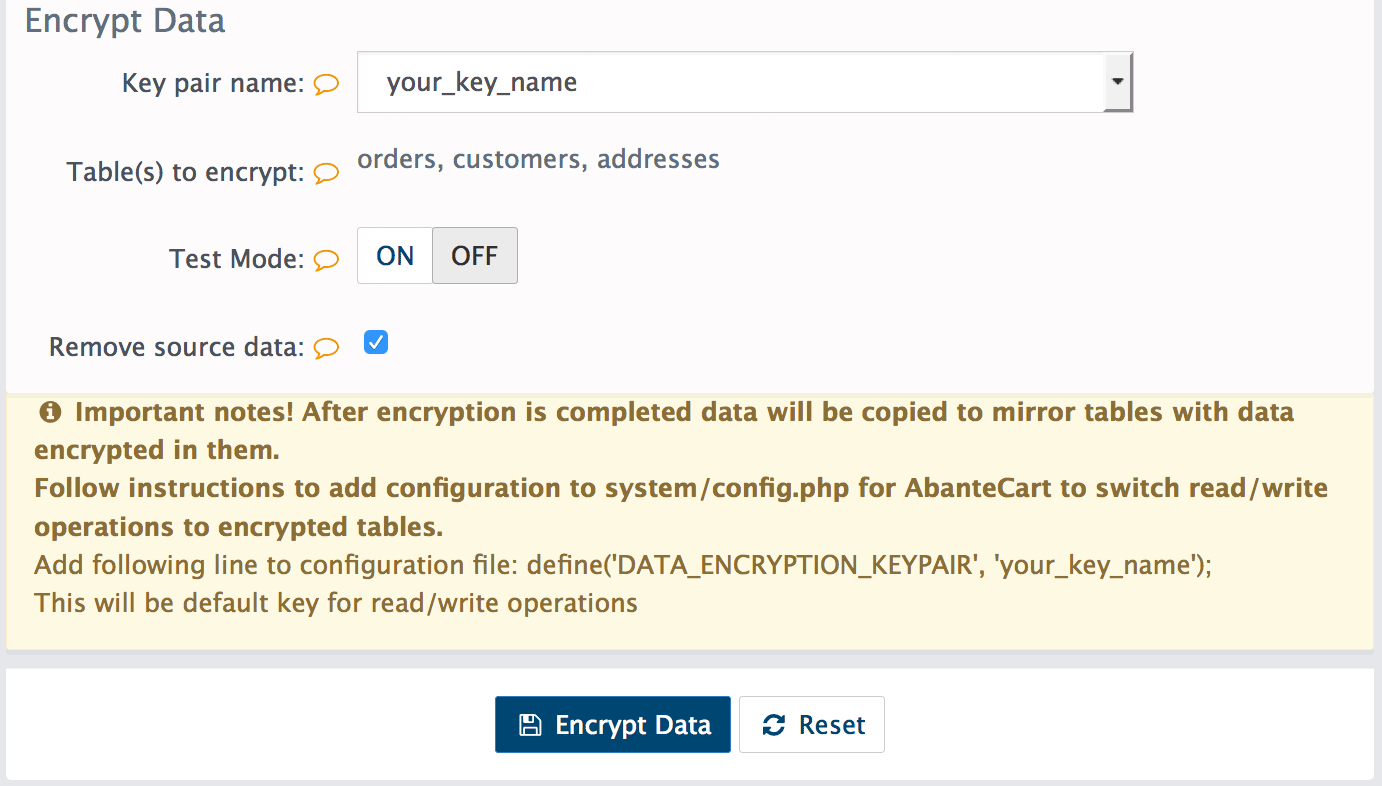 Encrypt Data
Key pair name: your_key_name
Table(s) to encrypt: orders, customers, addresses
Test Mode: ON OFF
Remove source data:
Important notes! After encryption is completed data will be copied to mirror tables with data
encrypted in them.
Follow instructions to add configuration to system/config.php for AbanteCart to switch read/write
operations to encrypted tables.
Add following line to configuration file: define('DATA_ENCRYPTION_KEYPAIR', 'your_key_name');
This will be default key for read/write operations
Encrypt Data Reset